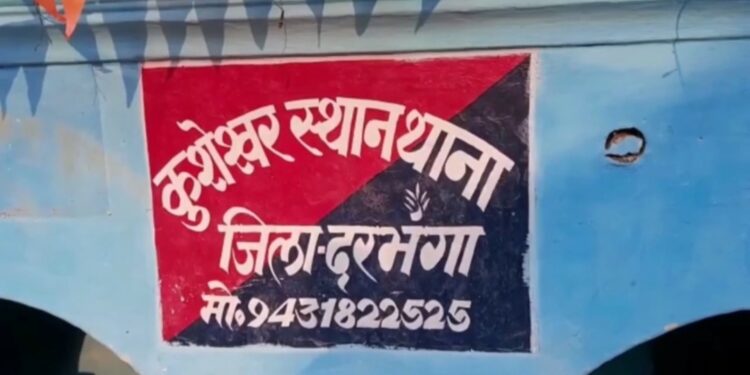 कुशेश्वर स्थान थाना
जिला-दरभंगा
मो. 9431822525